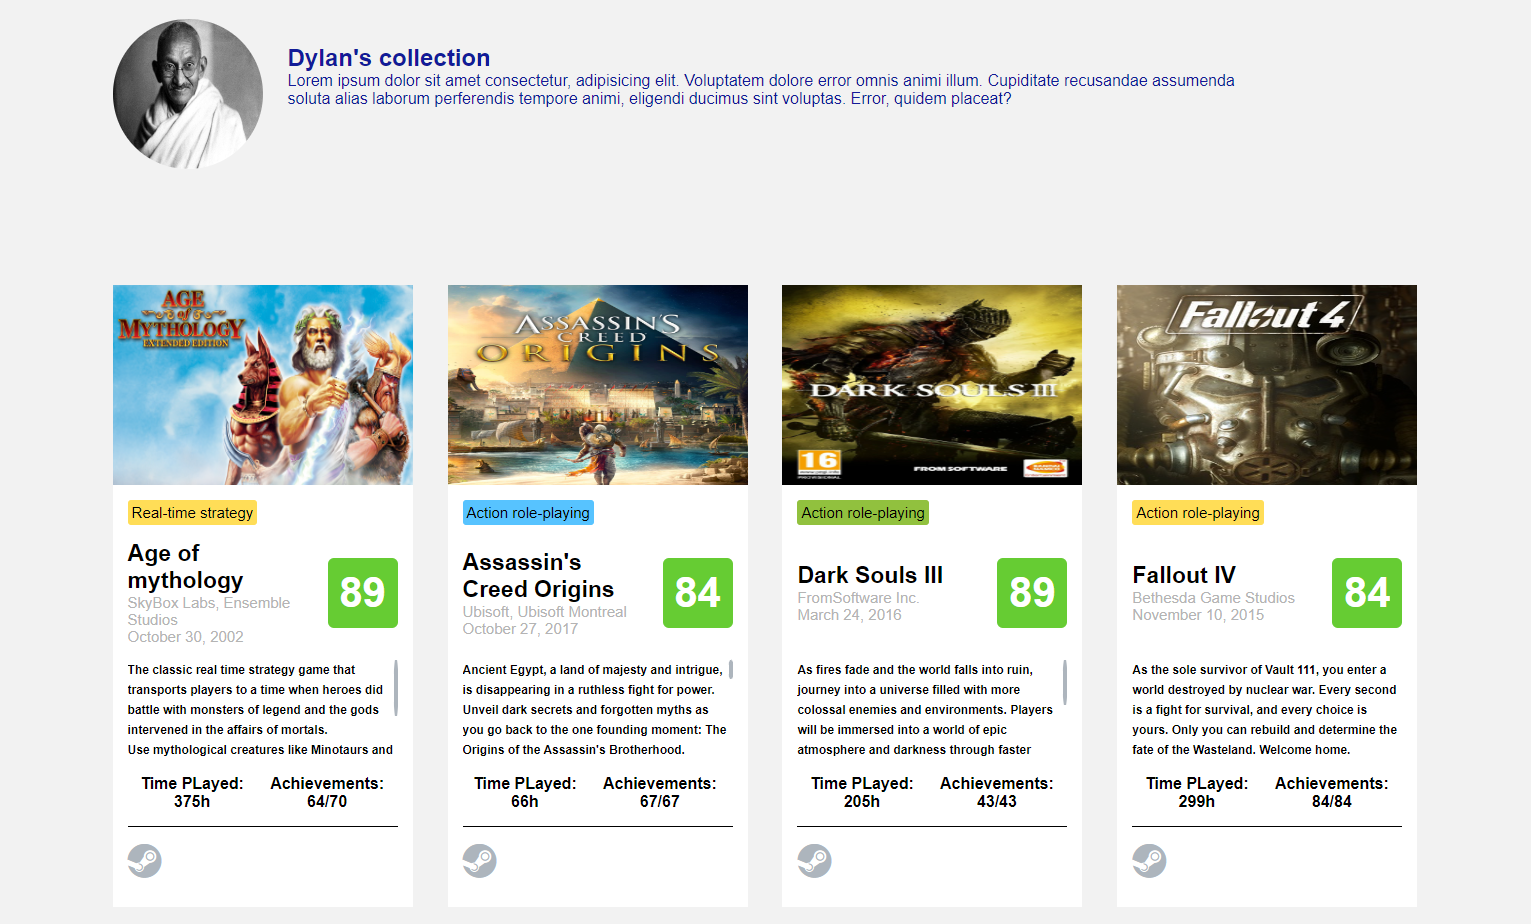 Dylan's collection
Lorem ipsum dolor sit amet consectetur, adipisicing elit. Voluptatem dolore error omnis animi illum. Cupiditate recusandae assumenda
soluta alias laborum perferendis tempore animi, eligendi ducimus sint voluptas. Error, quidem placeat?
AGE
of
MYTHOLOGY
EXTENDED EDITION
Real-time strategy
Age of
mythology
89
SkyBox Labs, Ensemble
Studios
October 30, 2002
The classic real time strategy game that
transports players to a time when heroes did
battle with monsters of legend and the gods
intervened in the affairs of mortals.
Use mythological creatures like Minotaurs and
Time PLayed:
375h
Achievements:
64/70
ASSASSIN'S
CREED
ORIGINS
Action role-playing
Assassin's
Creed Origins
84
Ubisoft, Ubisoft Montreal
October 27, 2017
Ancient Egypt, a land of majesty and intrigue,
is disappearing in a ruthless fight for power.
Unveil dark secrets and forgotten myths as
you go back to the one founding moment: The
Origins of the Assassin's Brotherhood.
Time PLayed:
66h
Achievements:
67/67
DARK SOULS III
16
www.pegi.info
FROMSOFTWARE
Action role-playing
Dark Souls III
89
FromSoftware Inc.
March 24, 2016
As fires fade and the world falls into ruin,
journey into a universe filled with more
colossal enemies and environments. Players
will be immersed into a world of epic
atmosphere and darkness through faster
Time PLayed:
205h
Achievements:
43/43
Fallout 4
Action role-playing
Fallout IV
84
Bethesda Game Studios
November 10, 2015
As the sole survivor of Vault 111, you enter a
world destroyed by nuclear war. Every second
is a fight for survival, and every choice is
yours. Only you can rebuild and determine the
fate of the Wasteland. Welcome home.
Time PLayed:
299h
Achievements:
84/84